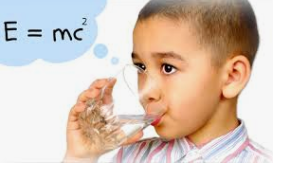 E = mc²